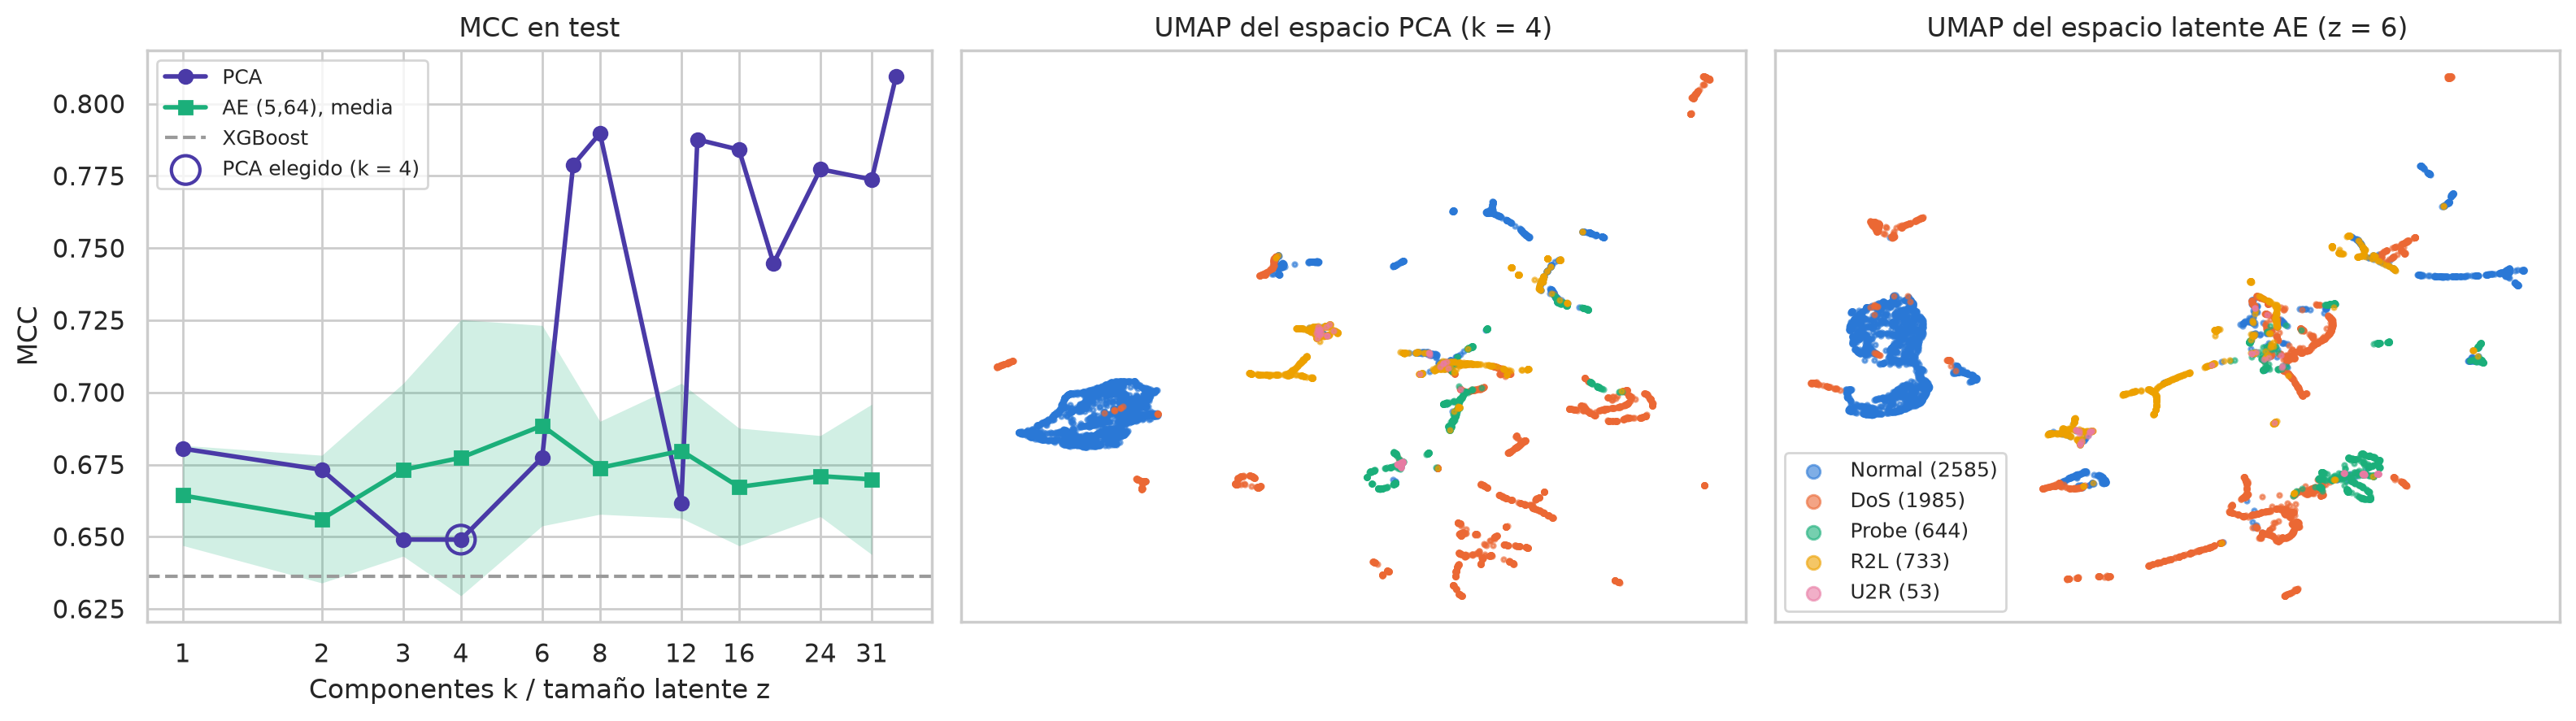 MCC en test
PCA
AE (5,64), media
XGBoost
PCA elegido (k = 4)
0.800
0.775
0.750
0.725
0.700
0.675
0.650
0.625
MCC
1 2 3 4 6 8 12 16 24 31
Componentes k / tamaño latente z
UMAP del espacio PCA (k = 4)
UMAP del espacio latente AE (z = 6)
Normal (2585)
DoS (1985)
Probe (644)
R2L (733)
U2R (53)